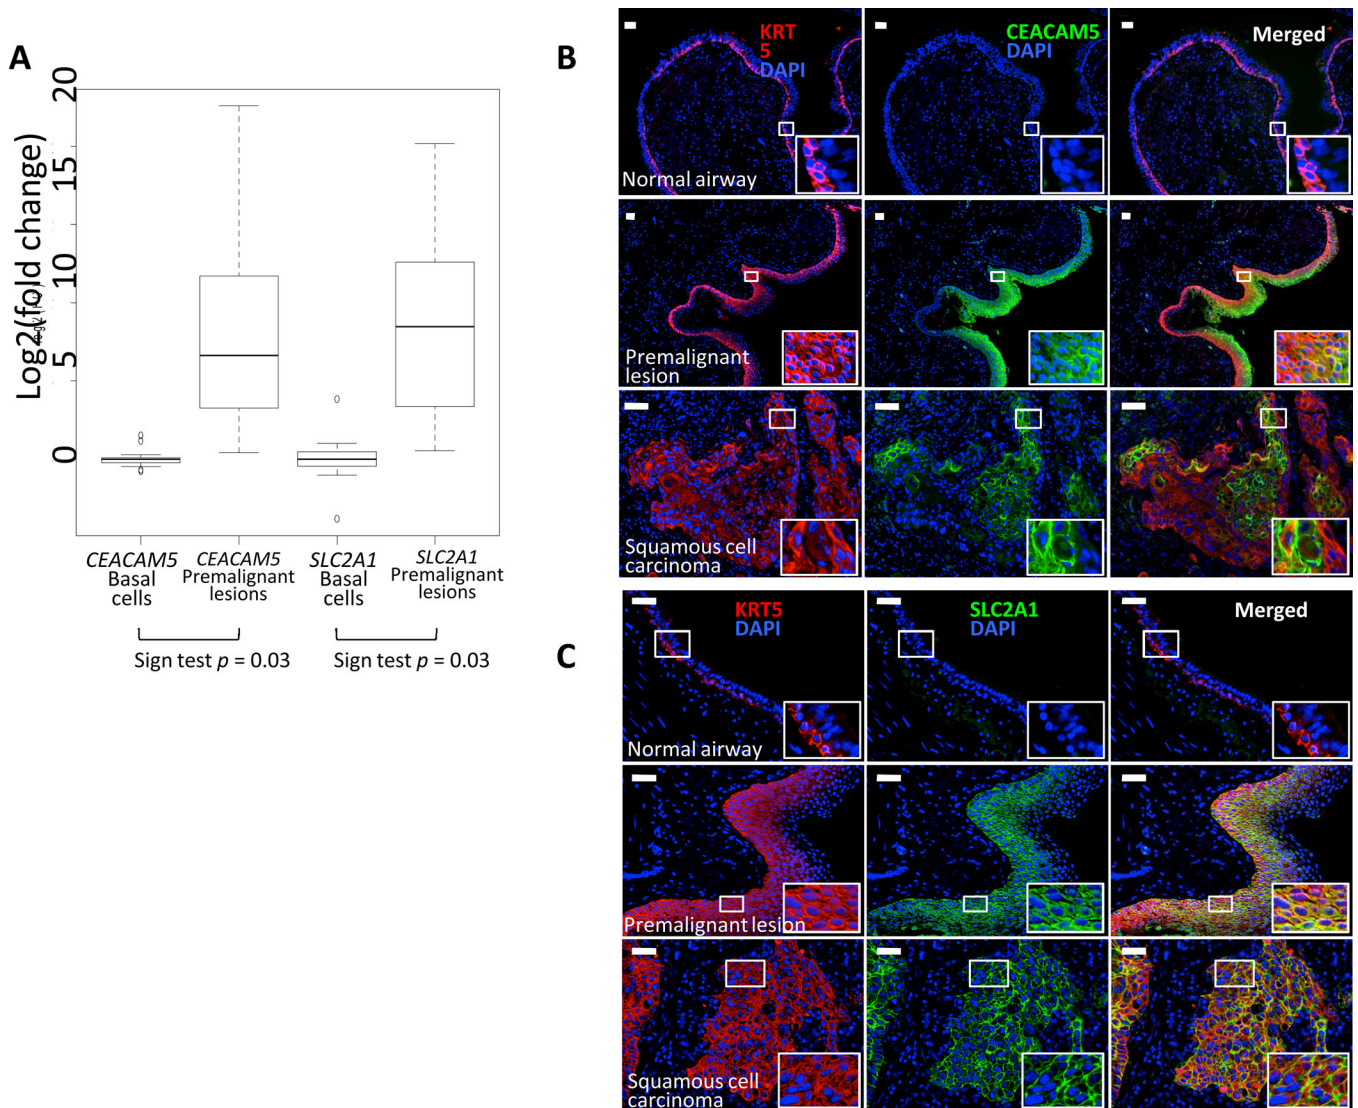 A
Log2(fold change)
20
15
10
5
0
CEACAM5
Basal
cells
CEACAM5
Premalignant
lesions
SLC2A1
Basal
cells
SLC2A1
Premalignant
lesions
Sign test p = 0.03
Sign test p = 0.03
B
KRT
5
DAPI
CEACAM5
DAPI
Merged
Normal airway
Premalignant
lesion
Squamous cell
carcinoma
C
KRT5
DAPI
SLC2A1
DAPI
Merged
Normal airway
Premalignant lesion
Squamous cell
carcinoma